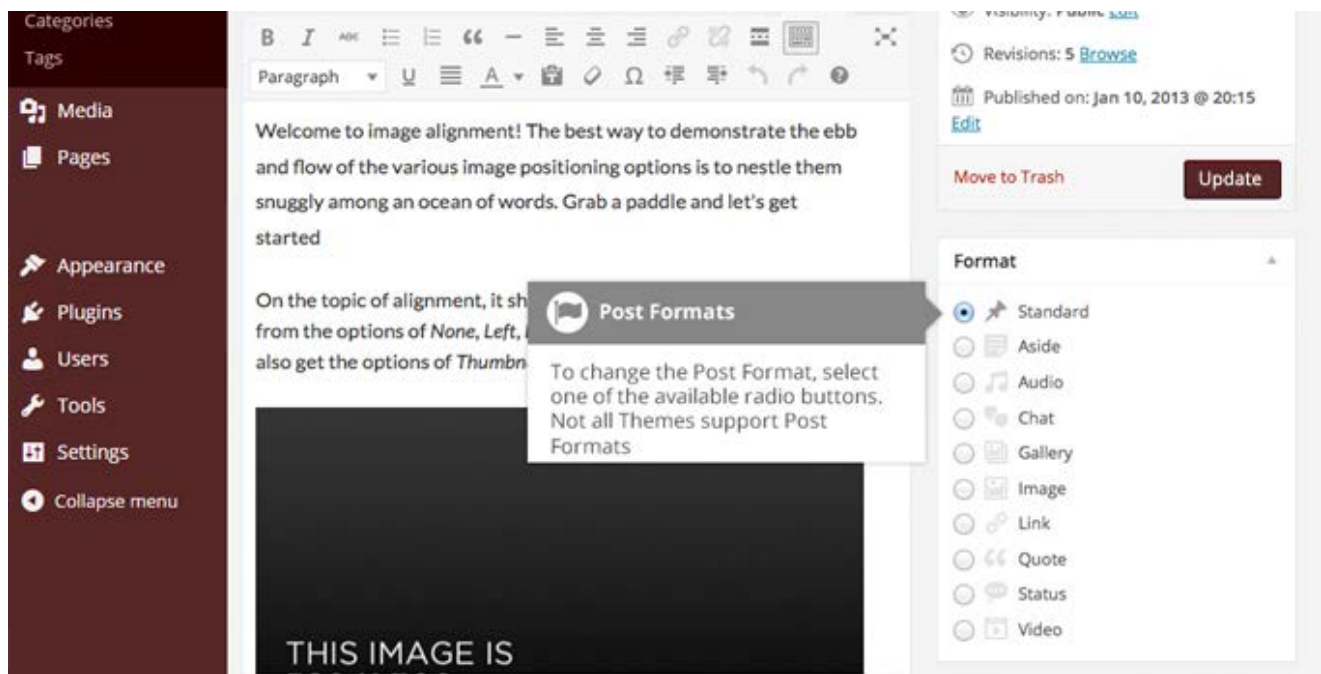 Categories
Tags
Media
Pages
Appearance
Plugins
Users
Tools
Settings
Collapse menu
B I ABC
Paragraph U A Ω
Welcome to image alignment! The best way to demonstrate the ebb
and flow of the various image positioning options is to nestle them
snuggly among an ocean of words. Grab a paddle and let's get
started
On the topic of alignment, it sh
from the options of None, Left,
also get the options of Thumbn
THIS IMAGE IS
Post Formats
To change the Post Format, select
one of the available radio buttons.
Not all Themes support Post
Formats
Visibility: Public Edit
Revisions: 5 Browse
Published on: Jan 10, 2013 @ 20:15
Edit
Move to Trash Update
Format
Standard
Aside
Audio
Chat
Gallery
Image
Link
Quote
Status
Video